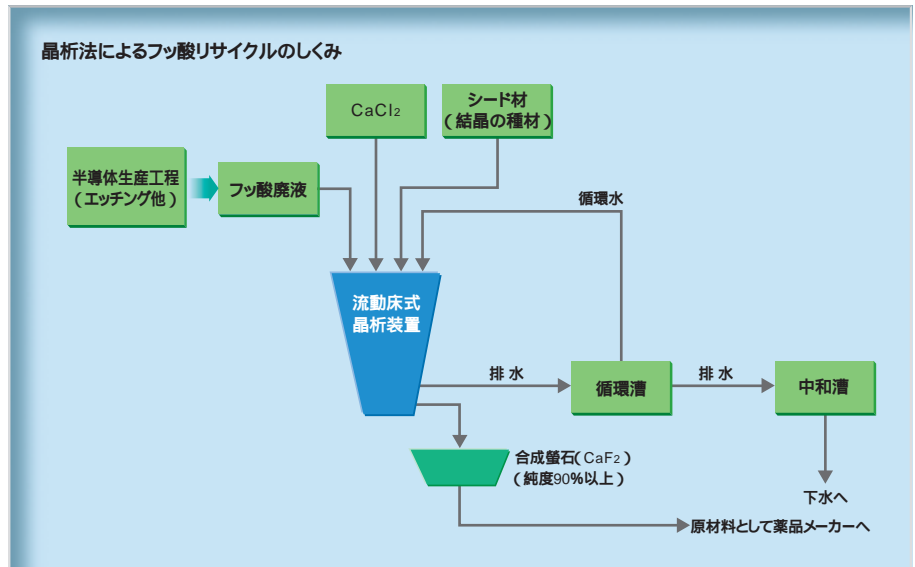 晶析法によるフッ酸リサイクルのしくみ
CaCl₂
シード材
(結晶の種材)
半導体生産工程
(エッチング他)
フッ酸廃液
循環水
流動床式
晶析装置
排水
循環漕
排水
中和漕
合成螢石(CaF₂)
(純度90%以上)
下水へ
原材料として薬品メーカーへ